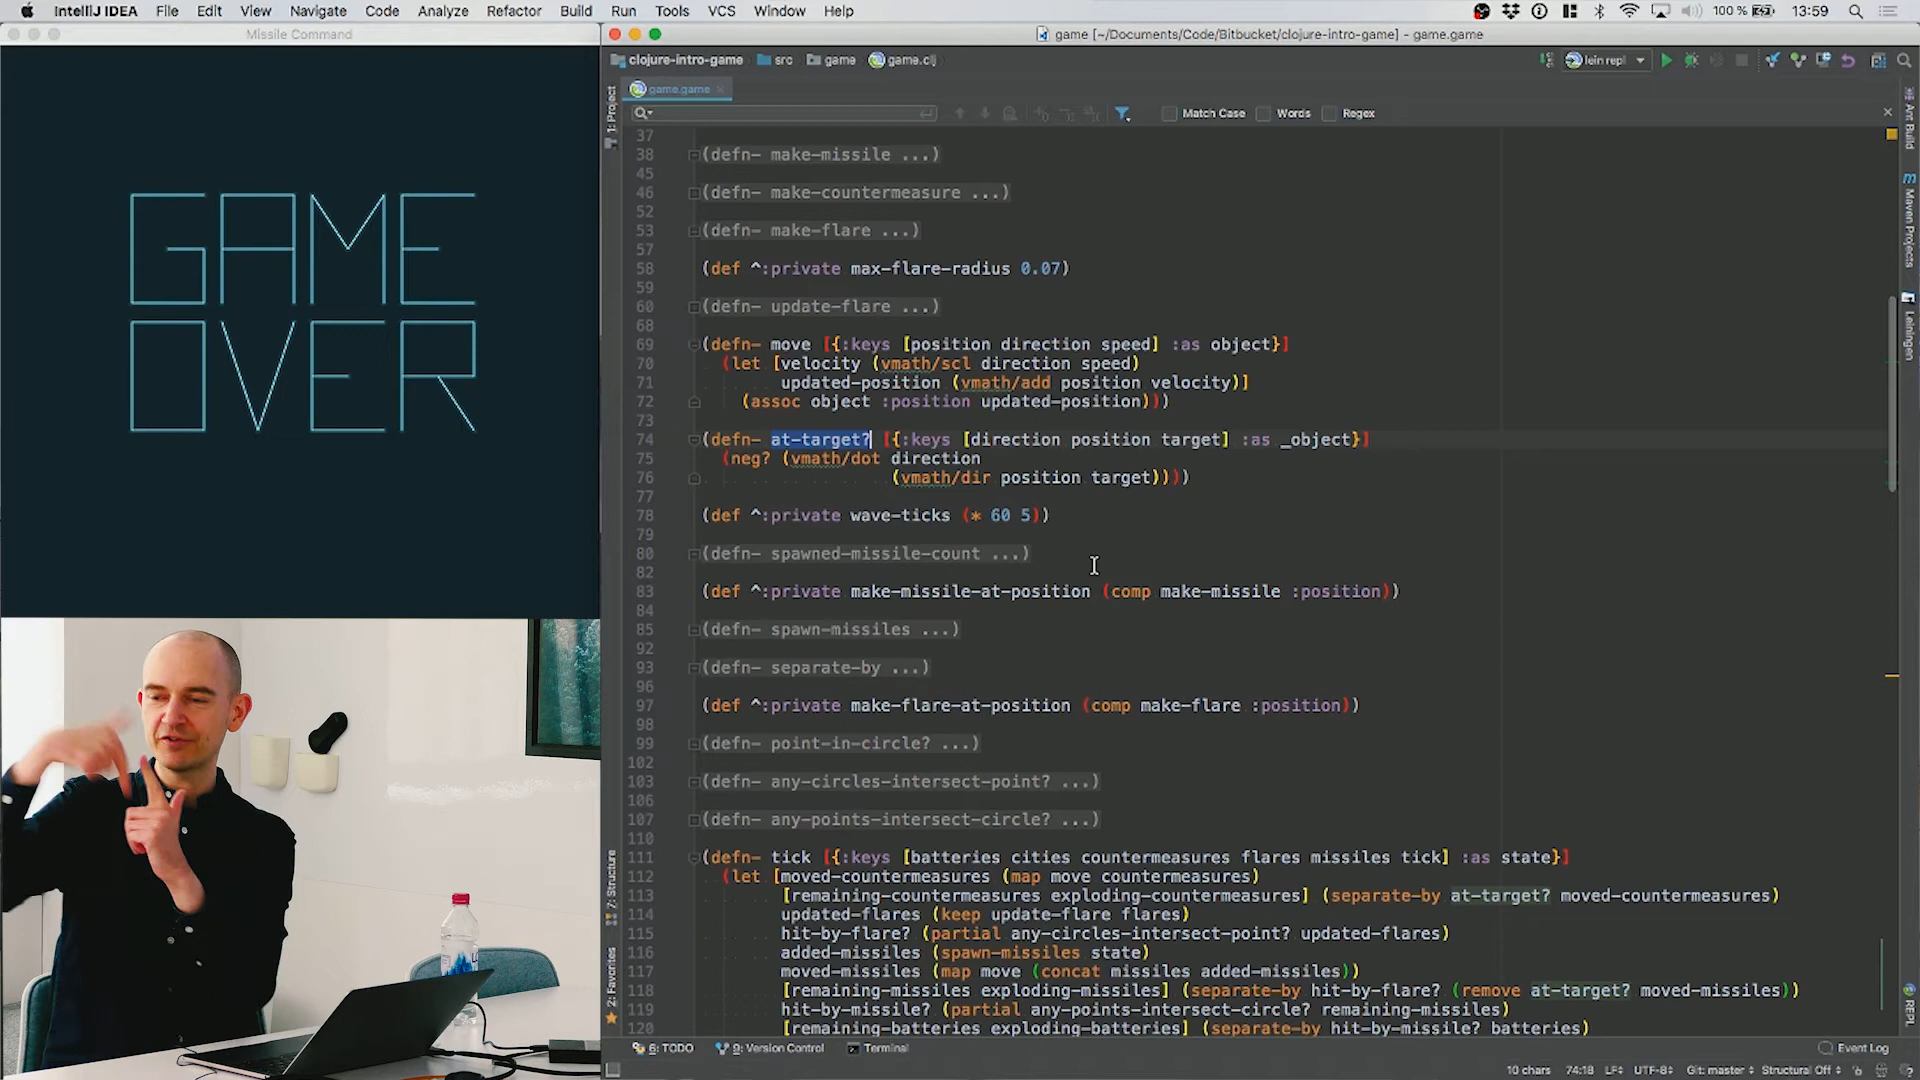 IntelliJ IDEA File Edit View Navigate Code Analyze Refactor Build Run Tools VCS Window Help 100 % 13:59
Missile Command
game [~/Documents/Code/Bitbucket/clojure-intro-game] - game.game
clojure-intro-game src game game.clj lein repl
game.game
Match Case Words Regex
GAME
OVER
1: Project
7: Structure
2: Favorites
Ant Build
Maven Projects
Leiningen
REPL
37
38 (defn- make-missile ...)
45
46 (defn- make-countermeasure ...)
52
53 (defn- make-flare ...)
57
58 (def ^:private max-flare-radius 0.07)
59
60 (defn- update-flare ...)
68
69 (defn- move [{:keys [position direction speed] :as object}]
70 (let [velocity (vmath/scl direction speed)
71 updated-position (vmath/add position velocity)]
72 (assoc object :position updated-position)))
73
74 (defn- at-target? [{:keys [direction position target] :as _object}]
75 (neg? (vmath/dot direction
76 (vmath/dir position target))))
77
78 (def ^:private wave-ticks (* 60 5))
79
80 (defn- spawned-missile-count ...)
82
83 (def ^:private make-missile-at-position (comp make-missile :position))
84
85 (defn- spawn-missiles ...)
92
93 (defn- separate-by ...)
96
97 (def ^:private make-flare-at-position (comp make-flare :position))
98
99 (defn- point-in-circle? ...)
102
103 (defn- any-circles-intersect-point? ...)
106
107 (defn- any-points-intersect-circle? ...)
110
111 (defn- tick [{:keys [batteries cities countermeasures flares missiles tick] :as state}]
112 (let [moved-countermeasures (map move countermeasures)
113 [remaining-countermeasures exploding-countermeasures] (separate-by at-target? moved-countermeasures)
114 updated-flares (keep update-flare flares)
115 hit-by-flare? (partial any-circles-intersect-point? updated-flares)
116 added-missiles (spawn-missiles state)
117 moved-missiles (map move (concat missiles added-missiles))
118 [remaining-missiles exploding-missiles] (separate-by hit-by-flare? (remove at-target? moved-missiles))
119 hit-by-missile? (partial any-points-intersect-circle? remaining-missiles)
120 [remaining-batteries exploding-batteries] (separate-by hit-by-missile? batteries)
6: TODO 9: Version Control Terminal Event Log
10 chars 74:18 LF UTF-8 Git: master Structural Off